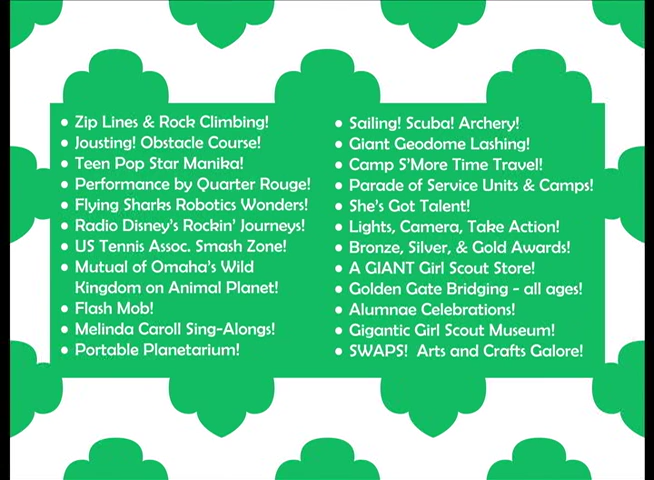 • Zip Lines & Rock Climbing!
• Jousting! Obstacle Course!
• Teen Pop Star Manika!
• Performance by Quarter Rouge!
• Flying Sharks Robotics Wonders!
• Radio Disney's Rockin' Journeys!
• US Tennis Assoc. Smash Zone!
• Mutual of Omaha's Wild
Kingdom on Animal Planet!
• Flash Mob!
• Melinda Caroll Sing-Alongs!
• Portable Planetarium!
• Sailing! Scuba! Archery!
• Giant Geodome Lashing!
• Camp S'More Time Travel!
• Parade of Service Units & Camps!
• She's Got Talent!
• Lights, Camera, Take Action!
• Bronze, Silver, & Gold Awards!
• A GIANT Girl Scout Store!
• Golden Gate Bridging - all ages!
• Alumnae Celebrations!
• Gigantic Girl Scout Museum!
• SWAPS! Arts and Crafts Galore!